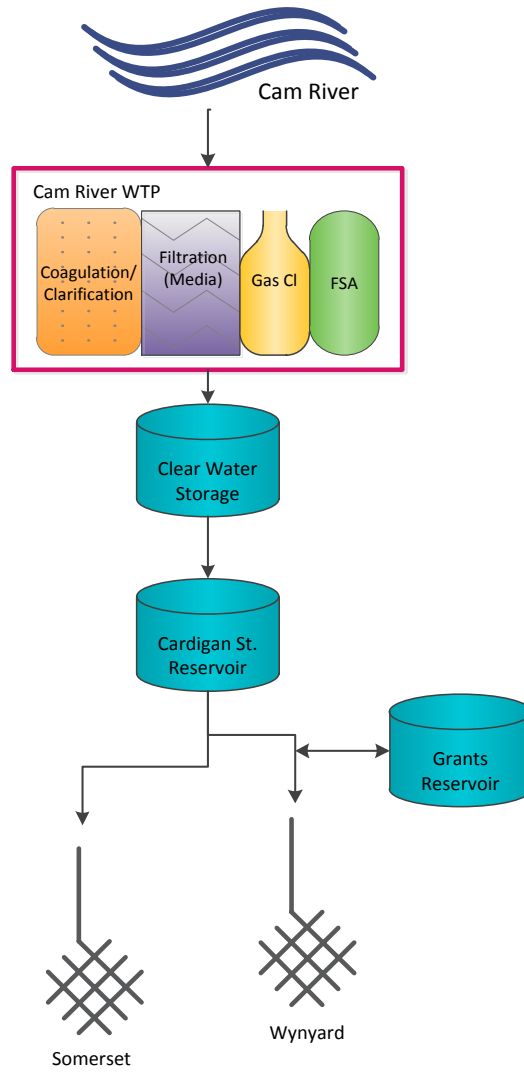 Cam River
Cam River WTP
Coagulation/
Clarification
Filtration
(Media)
Gas Cl
FSA
Clear Water
Storage
Cardigan St.
Reservoir
Grants
Reservoir
Wynyard
Somerset